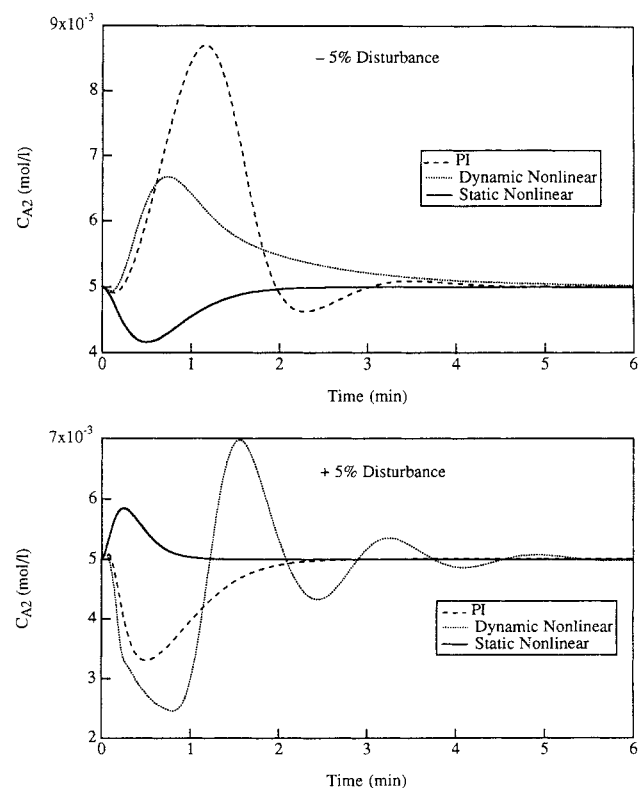 9x10⁻³
– 5% Disturbance
8
7
6
5
4
C_A2 (mol/l)
PI
Dynamic Nonlinear
Static Nonlinear
0 1 2 3 4 5 6
Time (min)
7x10⁻³
+ 5% Disturbance
6
5
4
3
2
C_A2 (mol/l)
PI
Dynamic Nonlinear
Static Nonlinear
0 1 2 3 4 5 6
Time (min)